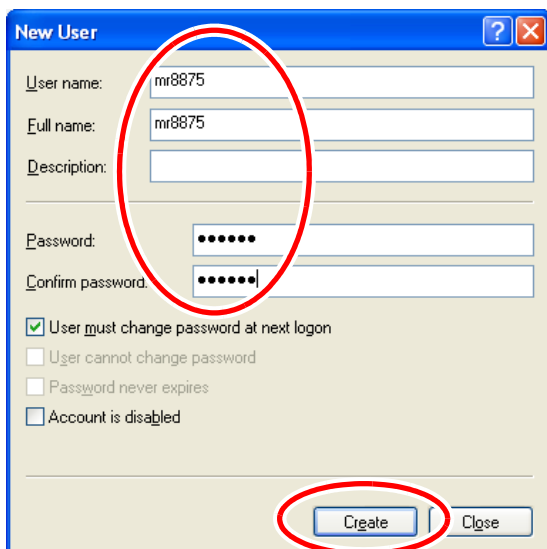 New User
User name: mr8875
Full name: mr8875
Description:
Password: ●●●●●●
Confirm password: ●●●●●●
User must change password at next logon
User cannot change password
Password never expires
Account is disabled
Create Close